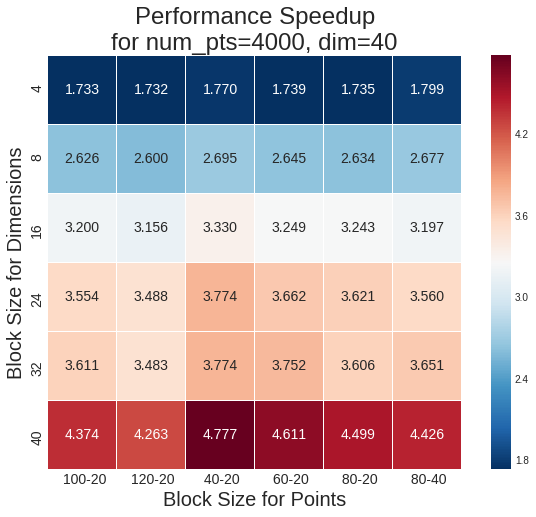 Performance Speedup
for num_pts=4000, dim=40
Block Size for Dimensions
4 1.733 1.732 1.770 1.739 1.735 1.799
8 2.626 2.600 2.695 2.645 2.634 2.677
16 3.200 3.156 3.330 3.249 3.243 3.197
24 3.554 3.488 3.774 3.662 3.621 3.560
32 3.611 3.483 3.774 3.752 3.606 3.651
40 4.374 4.263 4.777 4.611 4.499 4.426
100-20 120-20 40-20 60-20 80-20 80-40
Block Size for Points
4.2
3.6
3.0
2.4
1.8